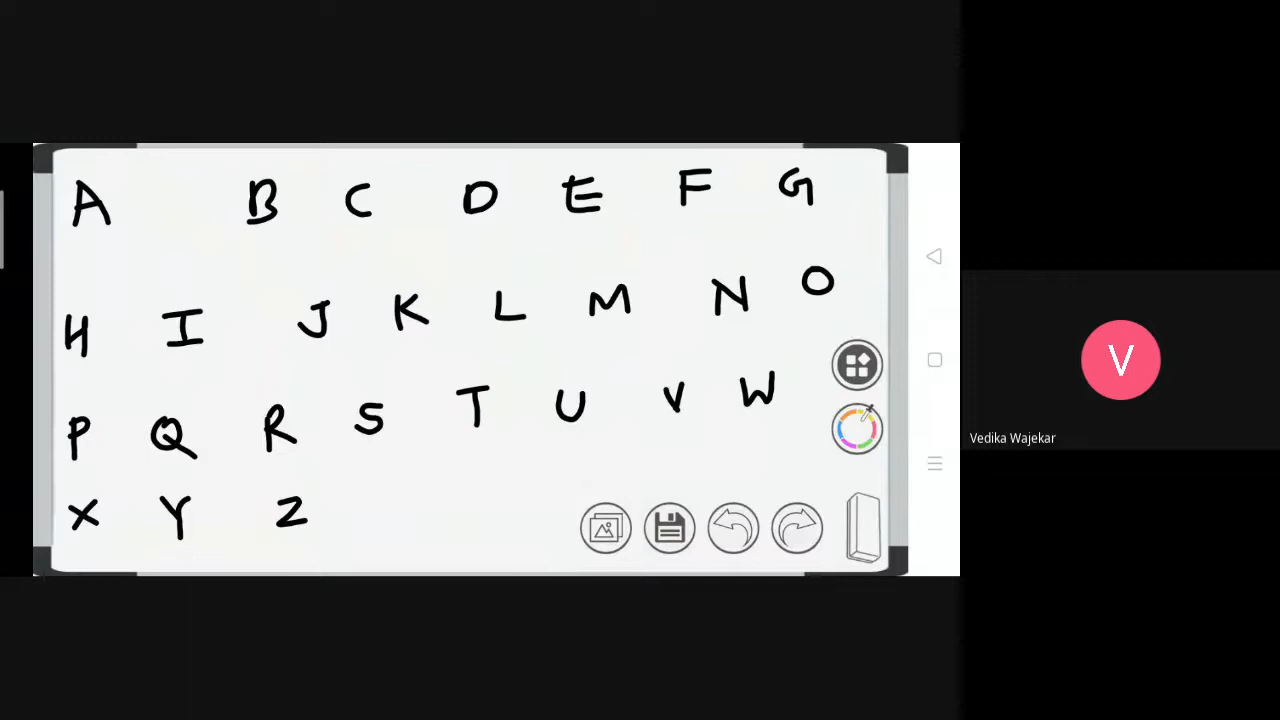 A B C D E F G
H I J K L M N O
P Q R S T U V W
X Y Z
V
Vedika Wajekar